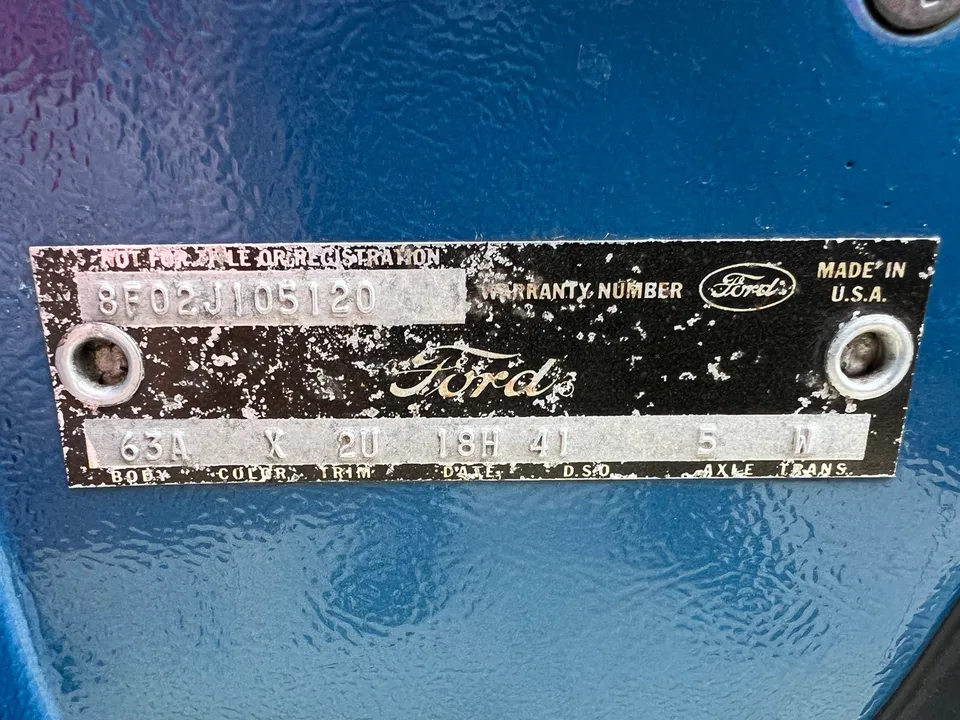 NOT FOR TITLE OR REGISTRATION
8F02J105120
WARRANTY NUMBER
Ford
MADE IN
U.S.A.
Ford
63A X 2U 18H 41 5 W
BODY COLOR TRIM DATE D.S.O. AXLE TRANS.